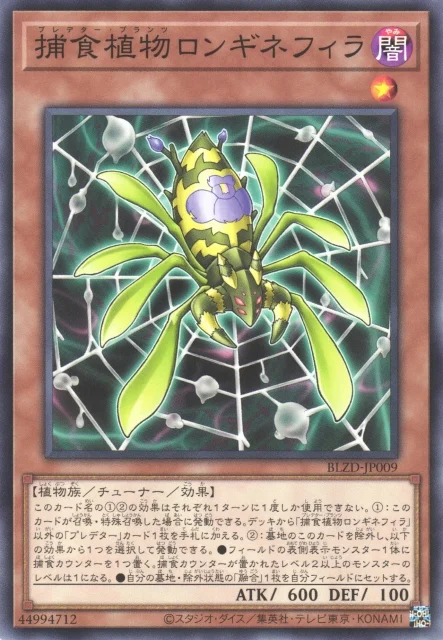 プレデター・プランツ
捕食植物ロンギネフィラ
やみ
闇
BLZD-JP009
【植物族／チューナー／効果】
このカード名の①②の効果はそれぞれ1ターンに1度しか使用できない。①：こ
のカードが召喚・特殊召喚した場合に発動できる。デッキから「捕食植物ロンギネフィラ」
以外の「プレデター」カード1枚を手札に加える。②：墓地のこのカードを除外し、以下
の効果から1つを選択して発動できる。●フィールドの表側表示モンスター1体に
捕食カウンターを1つ置く。捕食カウンターが置かれたレベル2以上のモンスターの
レベルは1になる。●自分の墓地・除外状態の「融合」1枚を自分フィールドにセットする。
ATK/ 600 DEF/ 100
44994712
©スタジオ・ダイス／集英社・テレビ東京・KONAMI